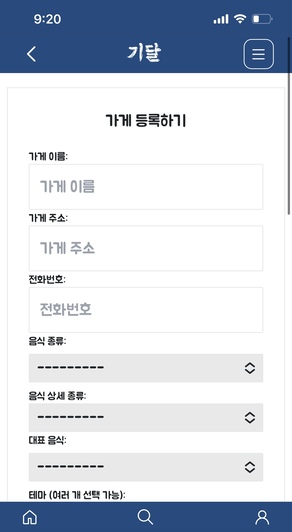 9:20
기달
가게 등록하기
가게 이름:
가게 이름
가게 주소:
가게 주소
전화번호:
전화번호
음식 종류:
---------
음식 상세 종류:
---------
대표 음식:
---------
테마 (여러 개 선택 가능):